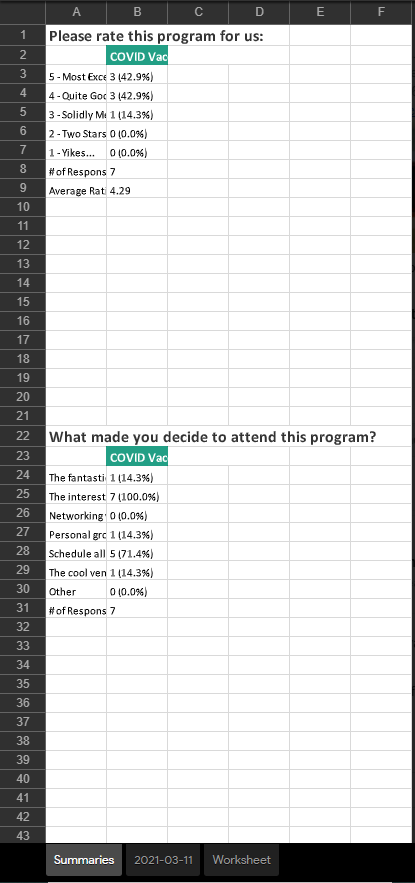 A B C D E F
1 Please rate this program for us:
2 COVID Vac
3 5 - Most Exce 3 (42.9%)
4 4 - Quite Goo 3 (42.9%)
5 3 - Solidly Me 1 (14.3%)
6 2 - Two Stars 0 (0.0%)
7 1 - Yikes... 0 (0.0%)
8 # of Respons 7
9 Average Rati 4.29
10
11
12
13
14
15
16
17
18
19
20
21
22 What made you decide to attend this program?
23 COVID Vac
24 The fantasti 1 (14.3%)
25 The interest 7 (100.0%)
26 Networking 0 (0.0%)
27 Personal gro 1 (14.3%)
28 Schedule all 5 (71.4%)
29 The cool ven 1 (14.3%)
30 Other 0 (0.0%)
31 # of Respons 7
32
33
34
35
36
37
38
39
40
41
42
43
Summaries 2021-03-11 Worksheet